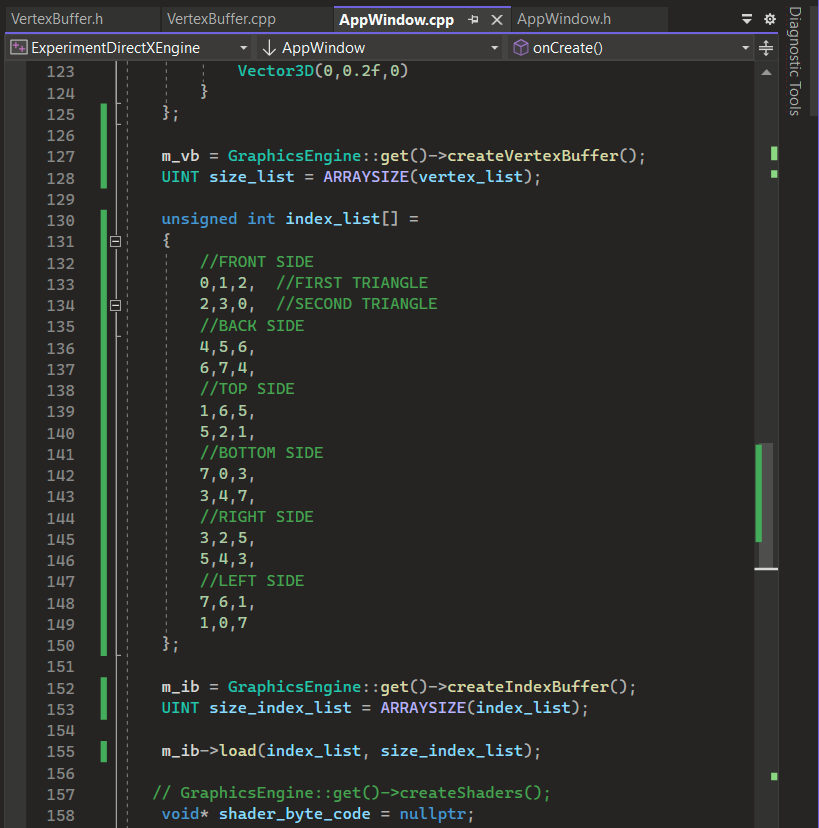 VertexBuffer.h VertexBuffer.cpp AppWindow.cpp AppWindow.h
ExperimentDirectXEngine AppWindow onCreate()
Diagnostic Tools
123 Vector3D(0,0.2f,0)
124 }
125 };
126
127 m_vb = GraphicsEngine::get()->createVertexBuffer();
128 UINT size_list = ARRAYSIZE(vertex_list);
129
130 unsigned int index_list[] =
131 {
132 //FRONT SIDE
133 0,1,2, //FIRST TRIANGLE
134 2,3,0, //SECOND TRIANGLE
135 //BACK SIDE
136 4,5,6,
137 6,7,4,
138 //TOP SIDE
139 1,6,5,
140 5,2,1,
141 //BOTTOM SIDE
142 7,0,3,
143 3,4,7,
144 //RIGHT SIDE
145 3,2,5,
146 5,4,3,
147 //LEFT SIDE
148 7,6,1,
149 1,0,7
150 };
151
152 m_ib = GraphicsEngine::get()->createIndexBuffer();
153 UINT size_index_list = ARRAYSIZE(index_list);
154
155 m_ib->load(index_list, size_index_list);
156
157 // GraphicsEngine::get()->createShaders();
158 void* shader_byte_code = nullptr;